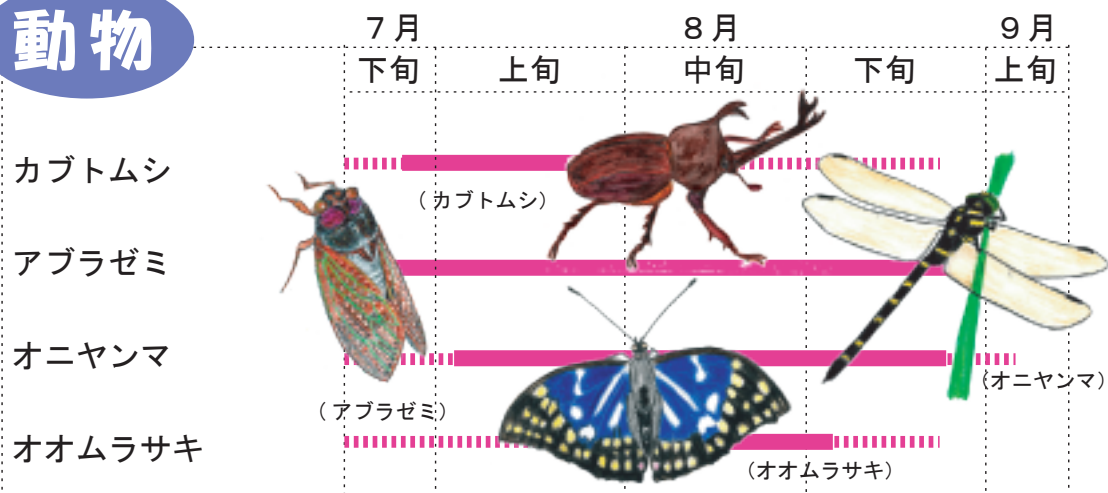 動物
7月 8月 9月
下旬 上旬 中旬 下旬 上旬
カブトムシ
（カブトムシ）
アブラゼミ
オニヤンマ
（オニヤンマ）
（アブラゼミ）
オオムラサキ
（オオムラサキ）